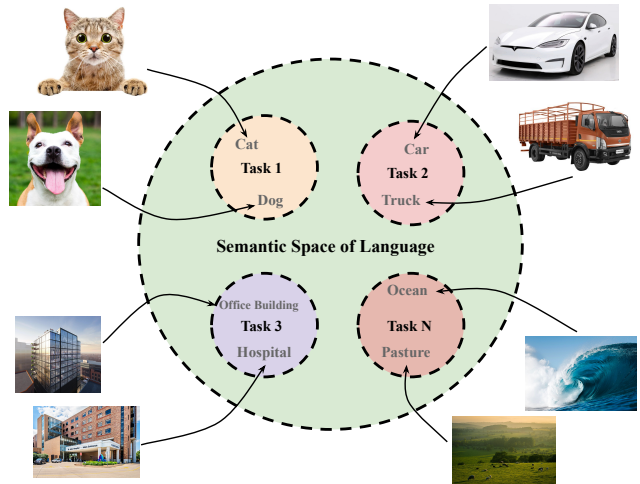 Cat
Task 1
Dog
Car
Task 2
Truck
Semantic Space of Language
Office Building
Task 3
Hospital
Ocean
Task N
Pasture